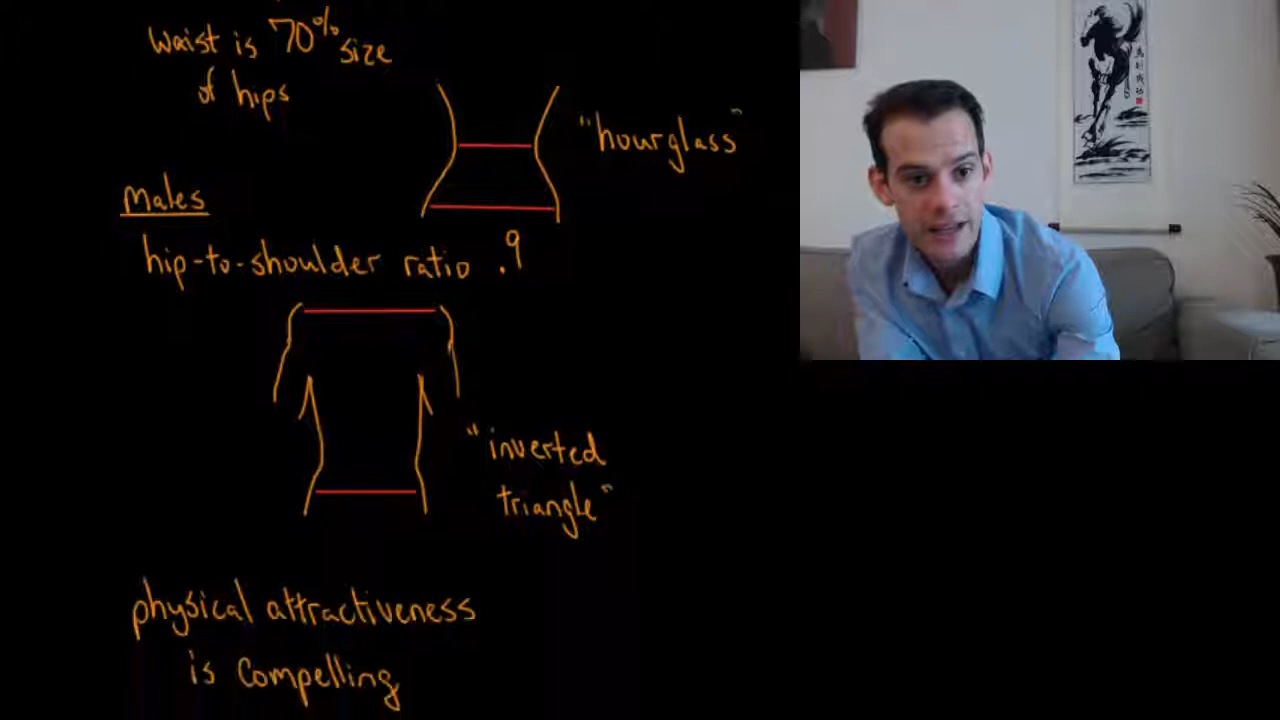 waist is 70% size
of hips
"hourglass"
Males
hip-to-shoulder ratio .9
"inverted
triangle"
physical attractiveness
is compelling